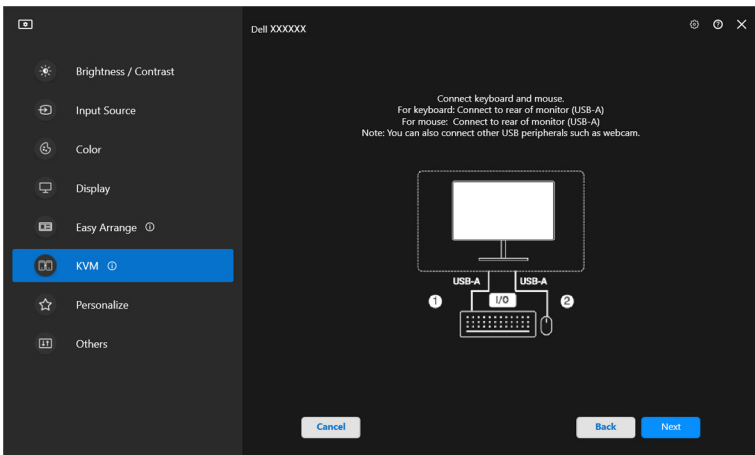 Dell XXXXXX
Brightness / Contrast
Input Source
Color
Display
Easy Arrange
KVM
Personalize
Others
Connect keyboard and mouse.
For keyboard: Connect to rear of monitor (USB-A)
For mouse: Connect to rear of monitor (USB-A)
Note: You can also connect other USB peripherals such as webcam.
USB-A USB-A
1 I/O 2
Cancel Back Next